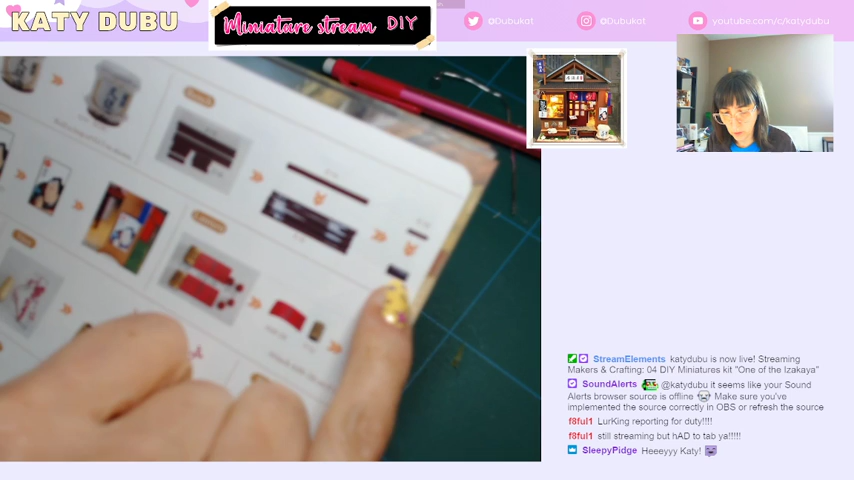 KATY DUBU
Miniature stream DIY
@Dubukat
@Dubukat
youtube.com/c/katydubu
StreamElements katydubu is now live! Streaming
Makers & Crafting: 04 DIY Miniatures kit "One of the Izakaya"
SoundAlerts @katydubu it seems like your Sound
Alerts browser source is offline Make sure you've
implemented the source correctly in OBS or refresh the source
f8ful1 LurKing reporting for duty!!!!
f8ful1 still streaming but hAD to tab ya!!!!!
SleepyPidge Heeeyyy Katy!